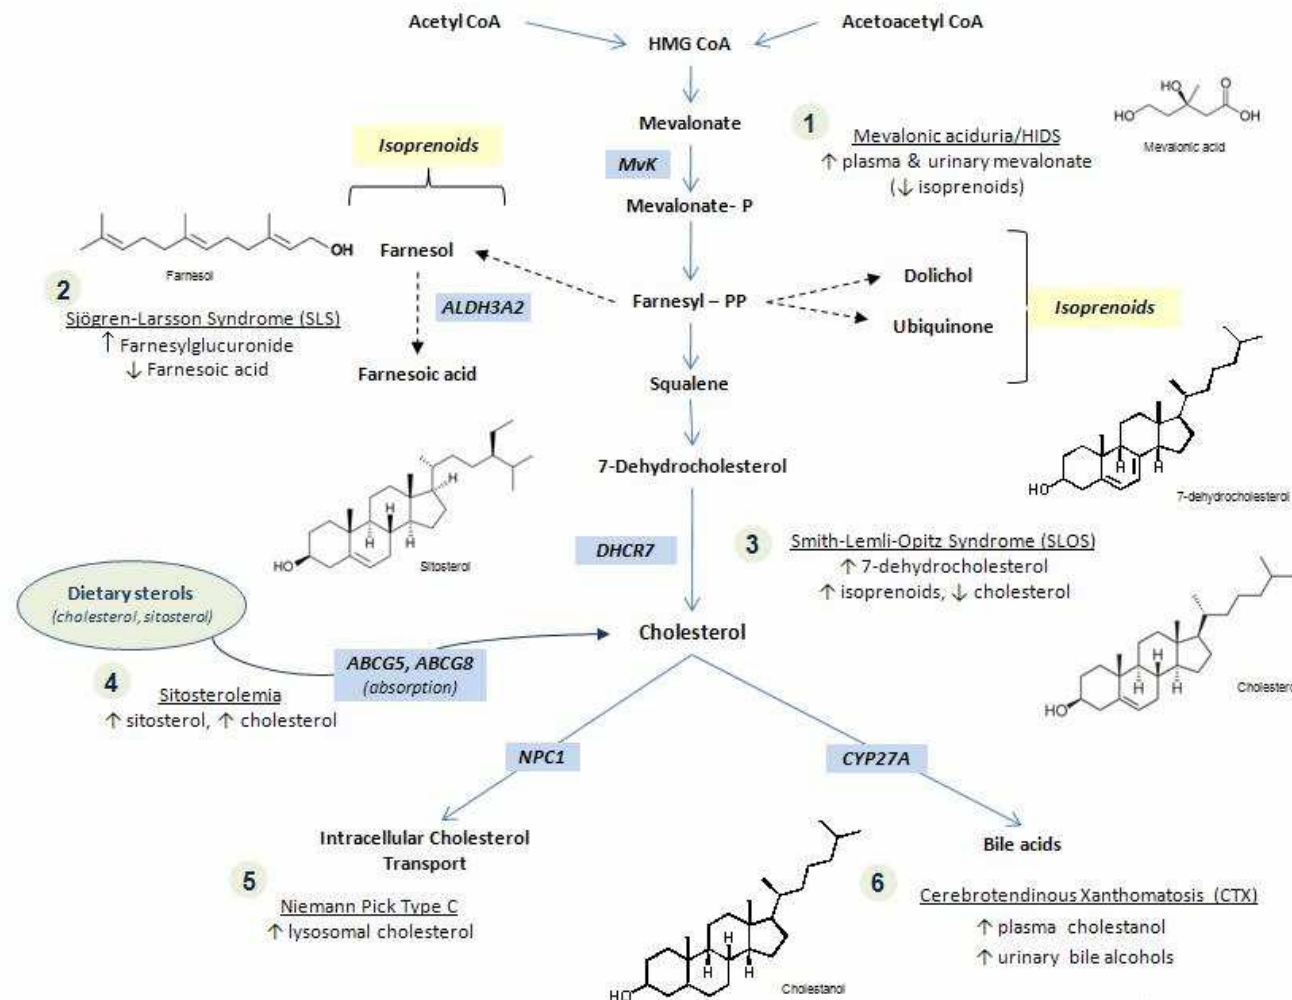 Acetyl CoA
Acetoacetyl CoA
HMG CoA
Mevalonate
MvK
Mevalonate- P
1
Mevalonic aciduria/HIDS
↑ plasma & urinary mevalonate
(↓ isoprenoids)
HO
O
HO
OH
Mevalonic acid
Isoprenoids
OH
Farnesol
Farnesol
ALDH3A2
Farnesoic acid
2
Sjögren-Larsson Syndrome (SLS)
↑ Farnesylglucuronide
↓ Farnesoic acid
Farnesyl – PP
Dolichol
Ubiquinone
Isoprenoids
Squalene
7-Dehydrocholesterol
H
H
HO
7-dehydrocholesterol
H
H
H
H
HO
Sitosterol
DHCR7
3
Smith-Lemli-Opitz Syndrome (SLOS)
↑ 7-dehydrocholesterol
↑ isoprenoids, ↓ cholesterol
Dietary sterols
(cholesterol, sitosterol)
Cholesterol
H
H
H
HO
Cholesterol
ABCG5, ABCG8
(absorption)
4
Sitosterolemia
↑ sitosterol, ↑ cholesterol
NPC1
CYP27A
Intracellular Cholesterol
Transport
Bile acids
5
Niemann Pick Type C
↑ lysosomal cholesterol
H
H
H
HO
Cholestanol
6
Cerebrotendinous Xanthomatosis (CTX)
↑ plasma cholestanol
↑ urinary bile alcohols